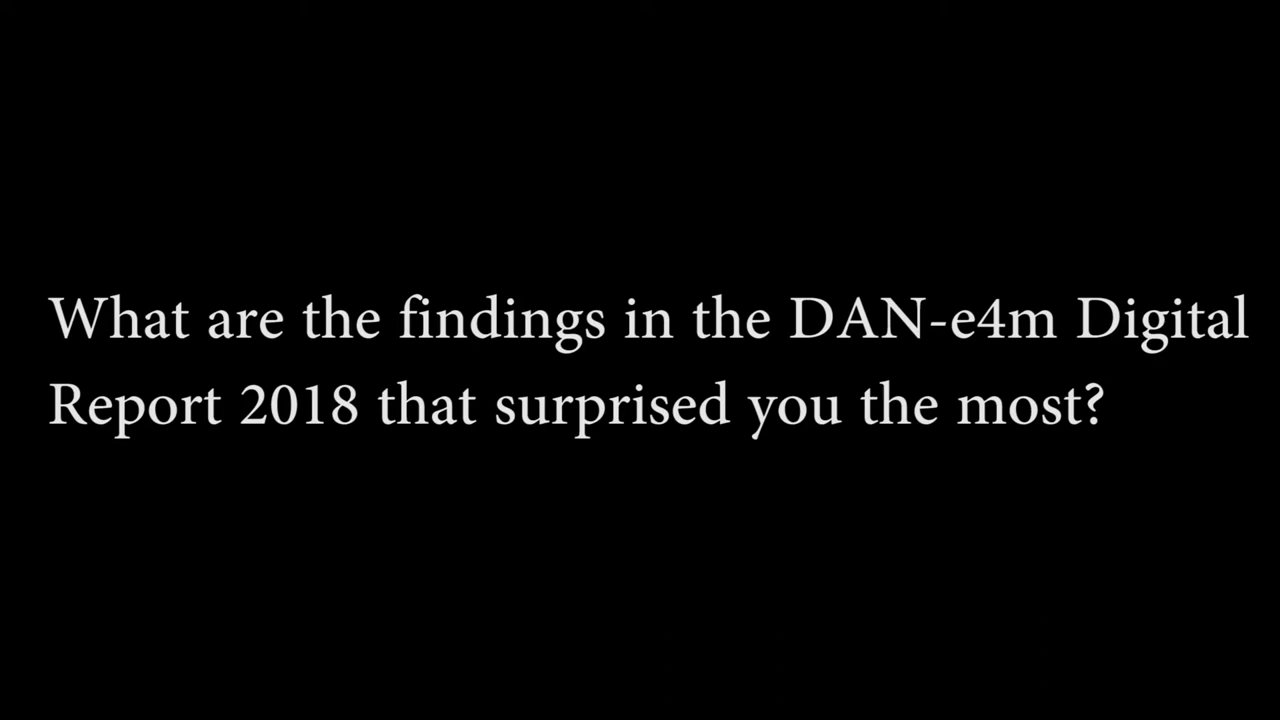 What are the findings in the DAN-e4m Digital
Report 2018 that surprised you the most?